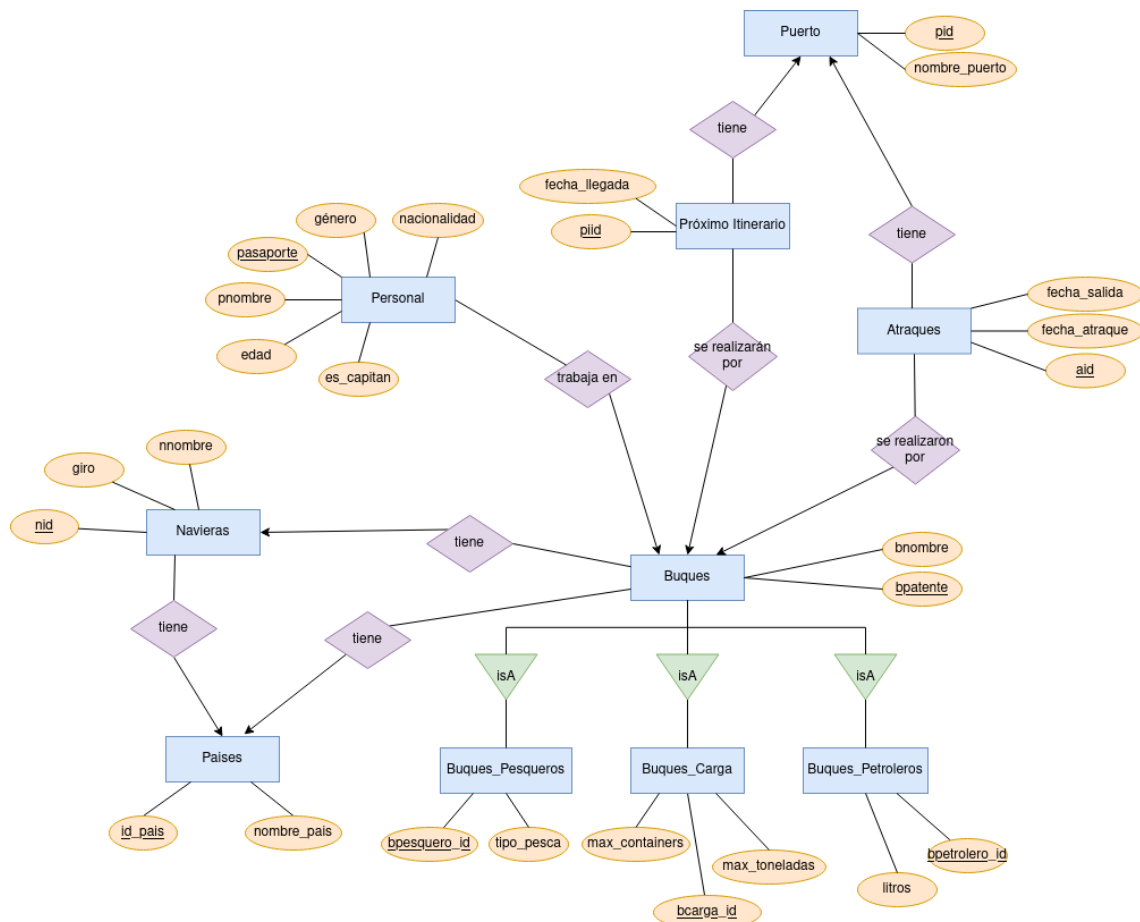 Puerto
pid
nombre_puerto
tiene
fecha_llegada
piid
Próximo Itinerario
género
nacionalidad
pasaporte
pnombre
Personal
edad
es_capitan
tiene
fecha_salida
fecha_atraque
Atraques
aid
trabaja en
se realizarán
por
se realizaron
por
nnombre
giro
nid
Navieras
tiene
Buques
bnombre
bpatente
tiene
tiene
isA
isA
isA
Paises
id_pais
nombre_pais
Buques_Pesqueros
Buques_Carga
Buques_Petroleros
bpesquero_id
tipo_pesca
max_containers
max_toneladas
bcarga_id
bpetrolero_id
litros